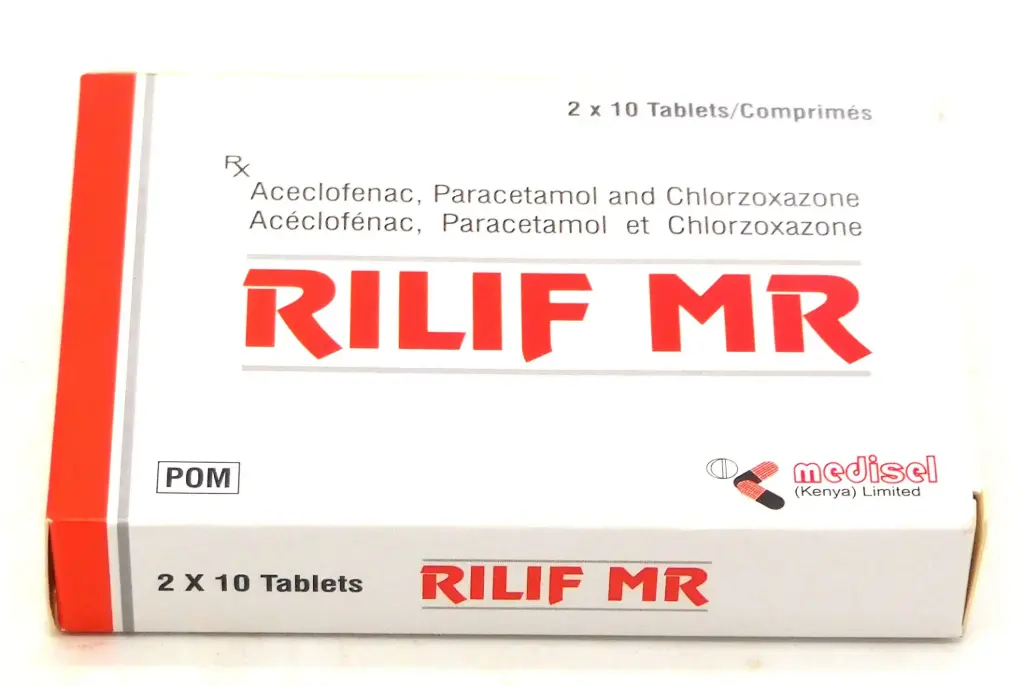 2 x 10 Tablets/Comprimés
Rx
Aceclofenac, Paracetamol and Chlorzoxazone
Acéclofénac, Paracetamol et Chlorzoxazone
RILIF MR
POM
medisel
(Kenya) Limited
2 X 10 Tablets
RILIF MR